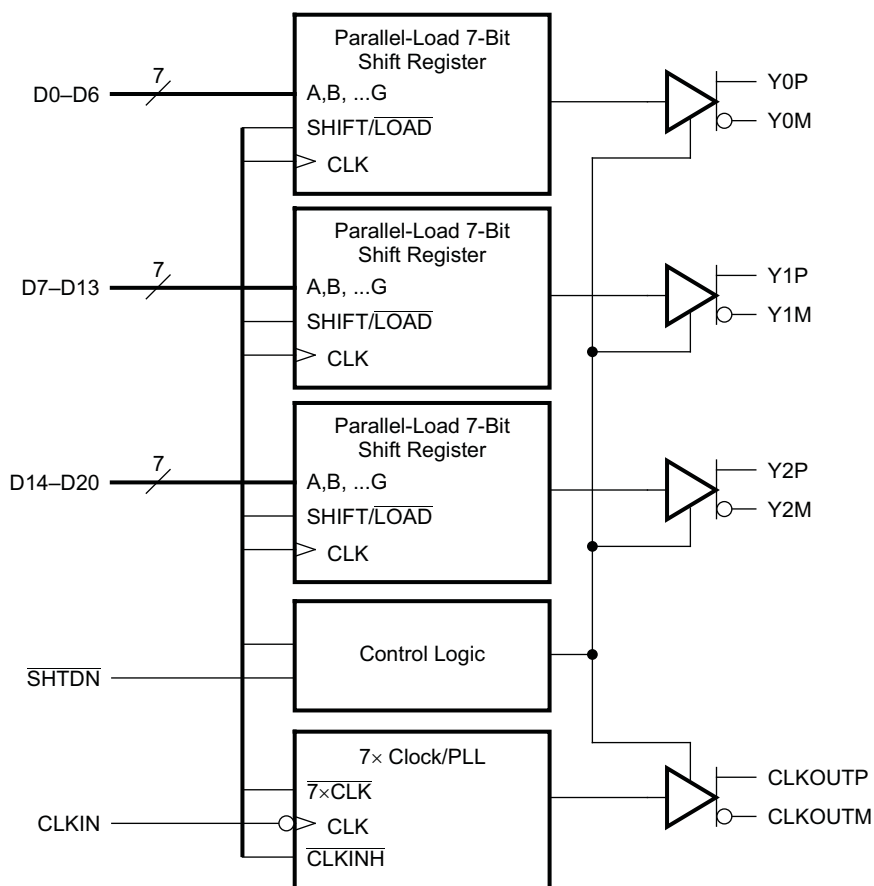 Parallel-Load 7-Bit
Shift Register
D0–D6
7
A,B, ...G
SHIFT/LOAD
CLK
Y0P
Y0M
Parallel-Load 7-Bit
Shift Register
D7–D13
7
A,B, ...G
SHIFT/LOAD
CLK
Y1P
Y1M
Parallel-Load 7-Bit
Shift Register
D14–D20
7
A,B, ...G
SHIFT/LOAD
CLK
Y2P
Y2M
Control Logic
SHTDN
7× Clock/PLL
7×CLK
CLKIN
CLK
CLKINH
CLKOUTP
CLKOUTM